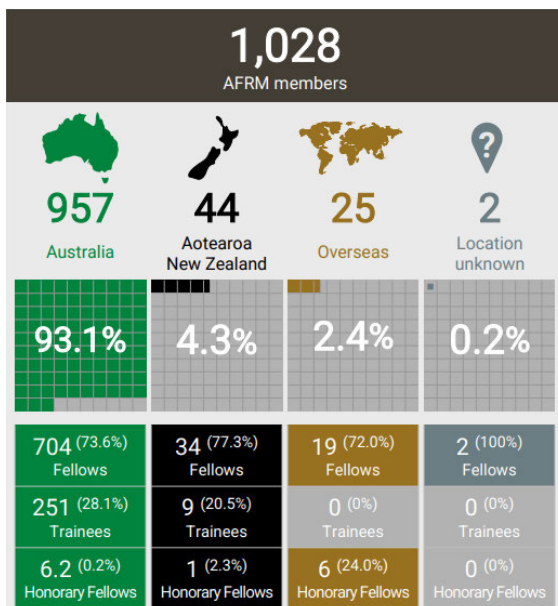 1,028
AFRM members
?
957
44
25
2
Australia
Aotearoa
New Zealand
Overseas
Location
unknown
93.1%
4.3%
2.4%
0.2%
704 (73.6%)
Fellows
34 (77.3%)
Fellows
19 (72.0%)
Fellows
2 (100%)
Fellows
251 (28.1%)
Trainees
9 (20.5%)
Trainees
0 (0%)
Trainees
0 (0%)
Trainees
6.2 (0.2%)
Honorary Fellows
1 (2.3%)
Honorary Fellows
6 (24.0%)
Honorary Fellows
0 (0%)
Honorary Fellows